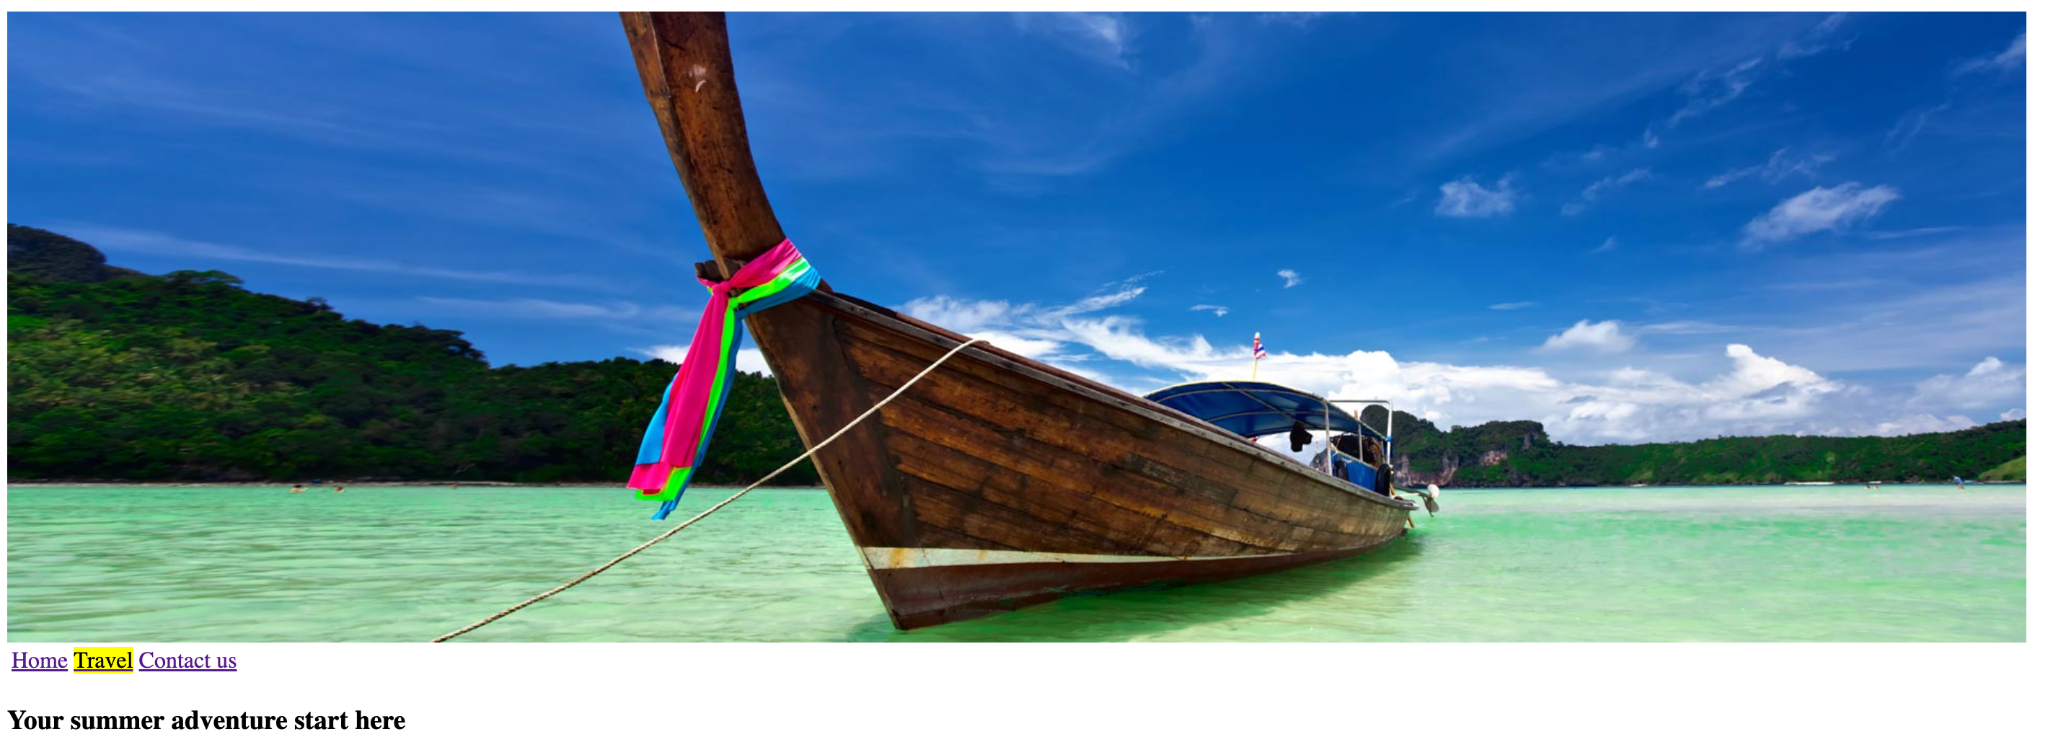 Home Travel Contact us
Your summer adventure start here